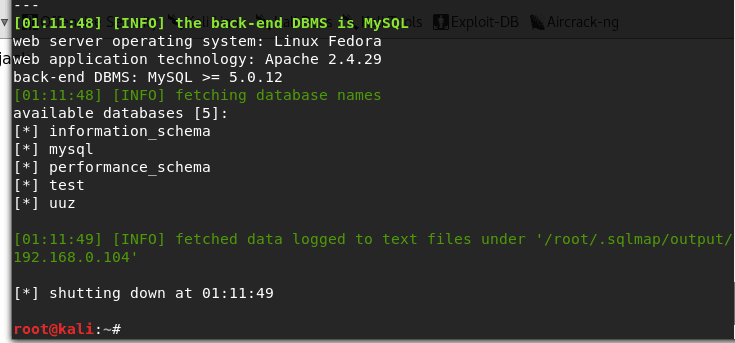 ---
[01:11:48] [INFO] the back-end DBMS is MySQL
Exploit-DB Aircrack-ng
web server operating system: Linux Fedora
web application technology: Apache 2.4.29
back-end DBMS: MySQL >= 5.0.12
[01:11:48] [INFO] fetching database names
available databases [5]:
[*] information_schema
[*] mysql
[*] performance_schema
[*] test
[*] uuz
[01:11:49] [INFO] fetched data logged to text files under '/root/.sqlmap/output/
192.168.0.104'
[*] shutting down at 01:11:49
root@kali:~#